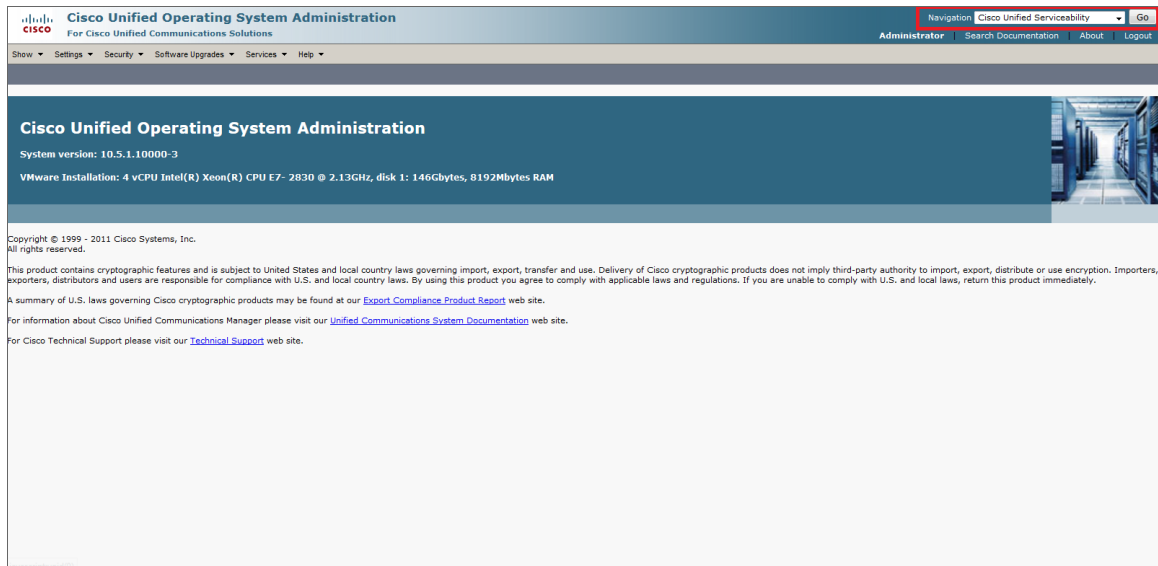 CISCO
Cisco Unified Operating System Administration
For Cisco Unified Communications Solutions
Navigation Cisco Unified Serviceability Go
Administrator | Search Documentation | About | Logout
Show Settings Security Software Upgrades Services Help
Cisco Unified Operating System Administration
System version: 10.5.1.10000-3
VMware Installation: 4 vCPU Intel(R) Xeon(R) CPU E7- 2830 @ 2.13GHz, disk 1: 146Gbytes, 8192Mbytes RAM
Copyright © 1999 - 2011 Cisco Systems, Inc.
All rights reserved.
This product contains cryptographic features and is subject to United States and local country laws governing import, export, transfer and use. Delivery of Cisco cryptographic products does not imply third-party authority to import, export, distribute or use encryption. Importers,
exporters, distributors and users are responsible for compliance with U.S. and local country laws. By using this product you agree to comply with applicable laws and regulations. If you are unable to comply with U.S. and local laws, return this product immediately.
A summary of U.S. laws governing Cisco cryptographic products may be found at our Export Compliance Product Report web site.
For information about Cisco Unified Communications Manager please visit our Unified Communications System Documentation web site.
For Cisco Technical Support please visit our Technical Support web site.